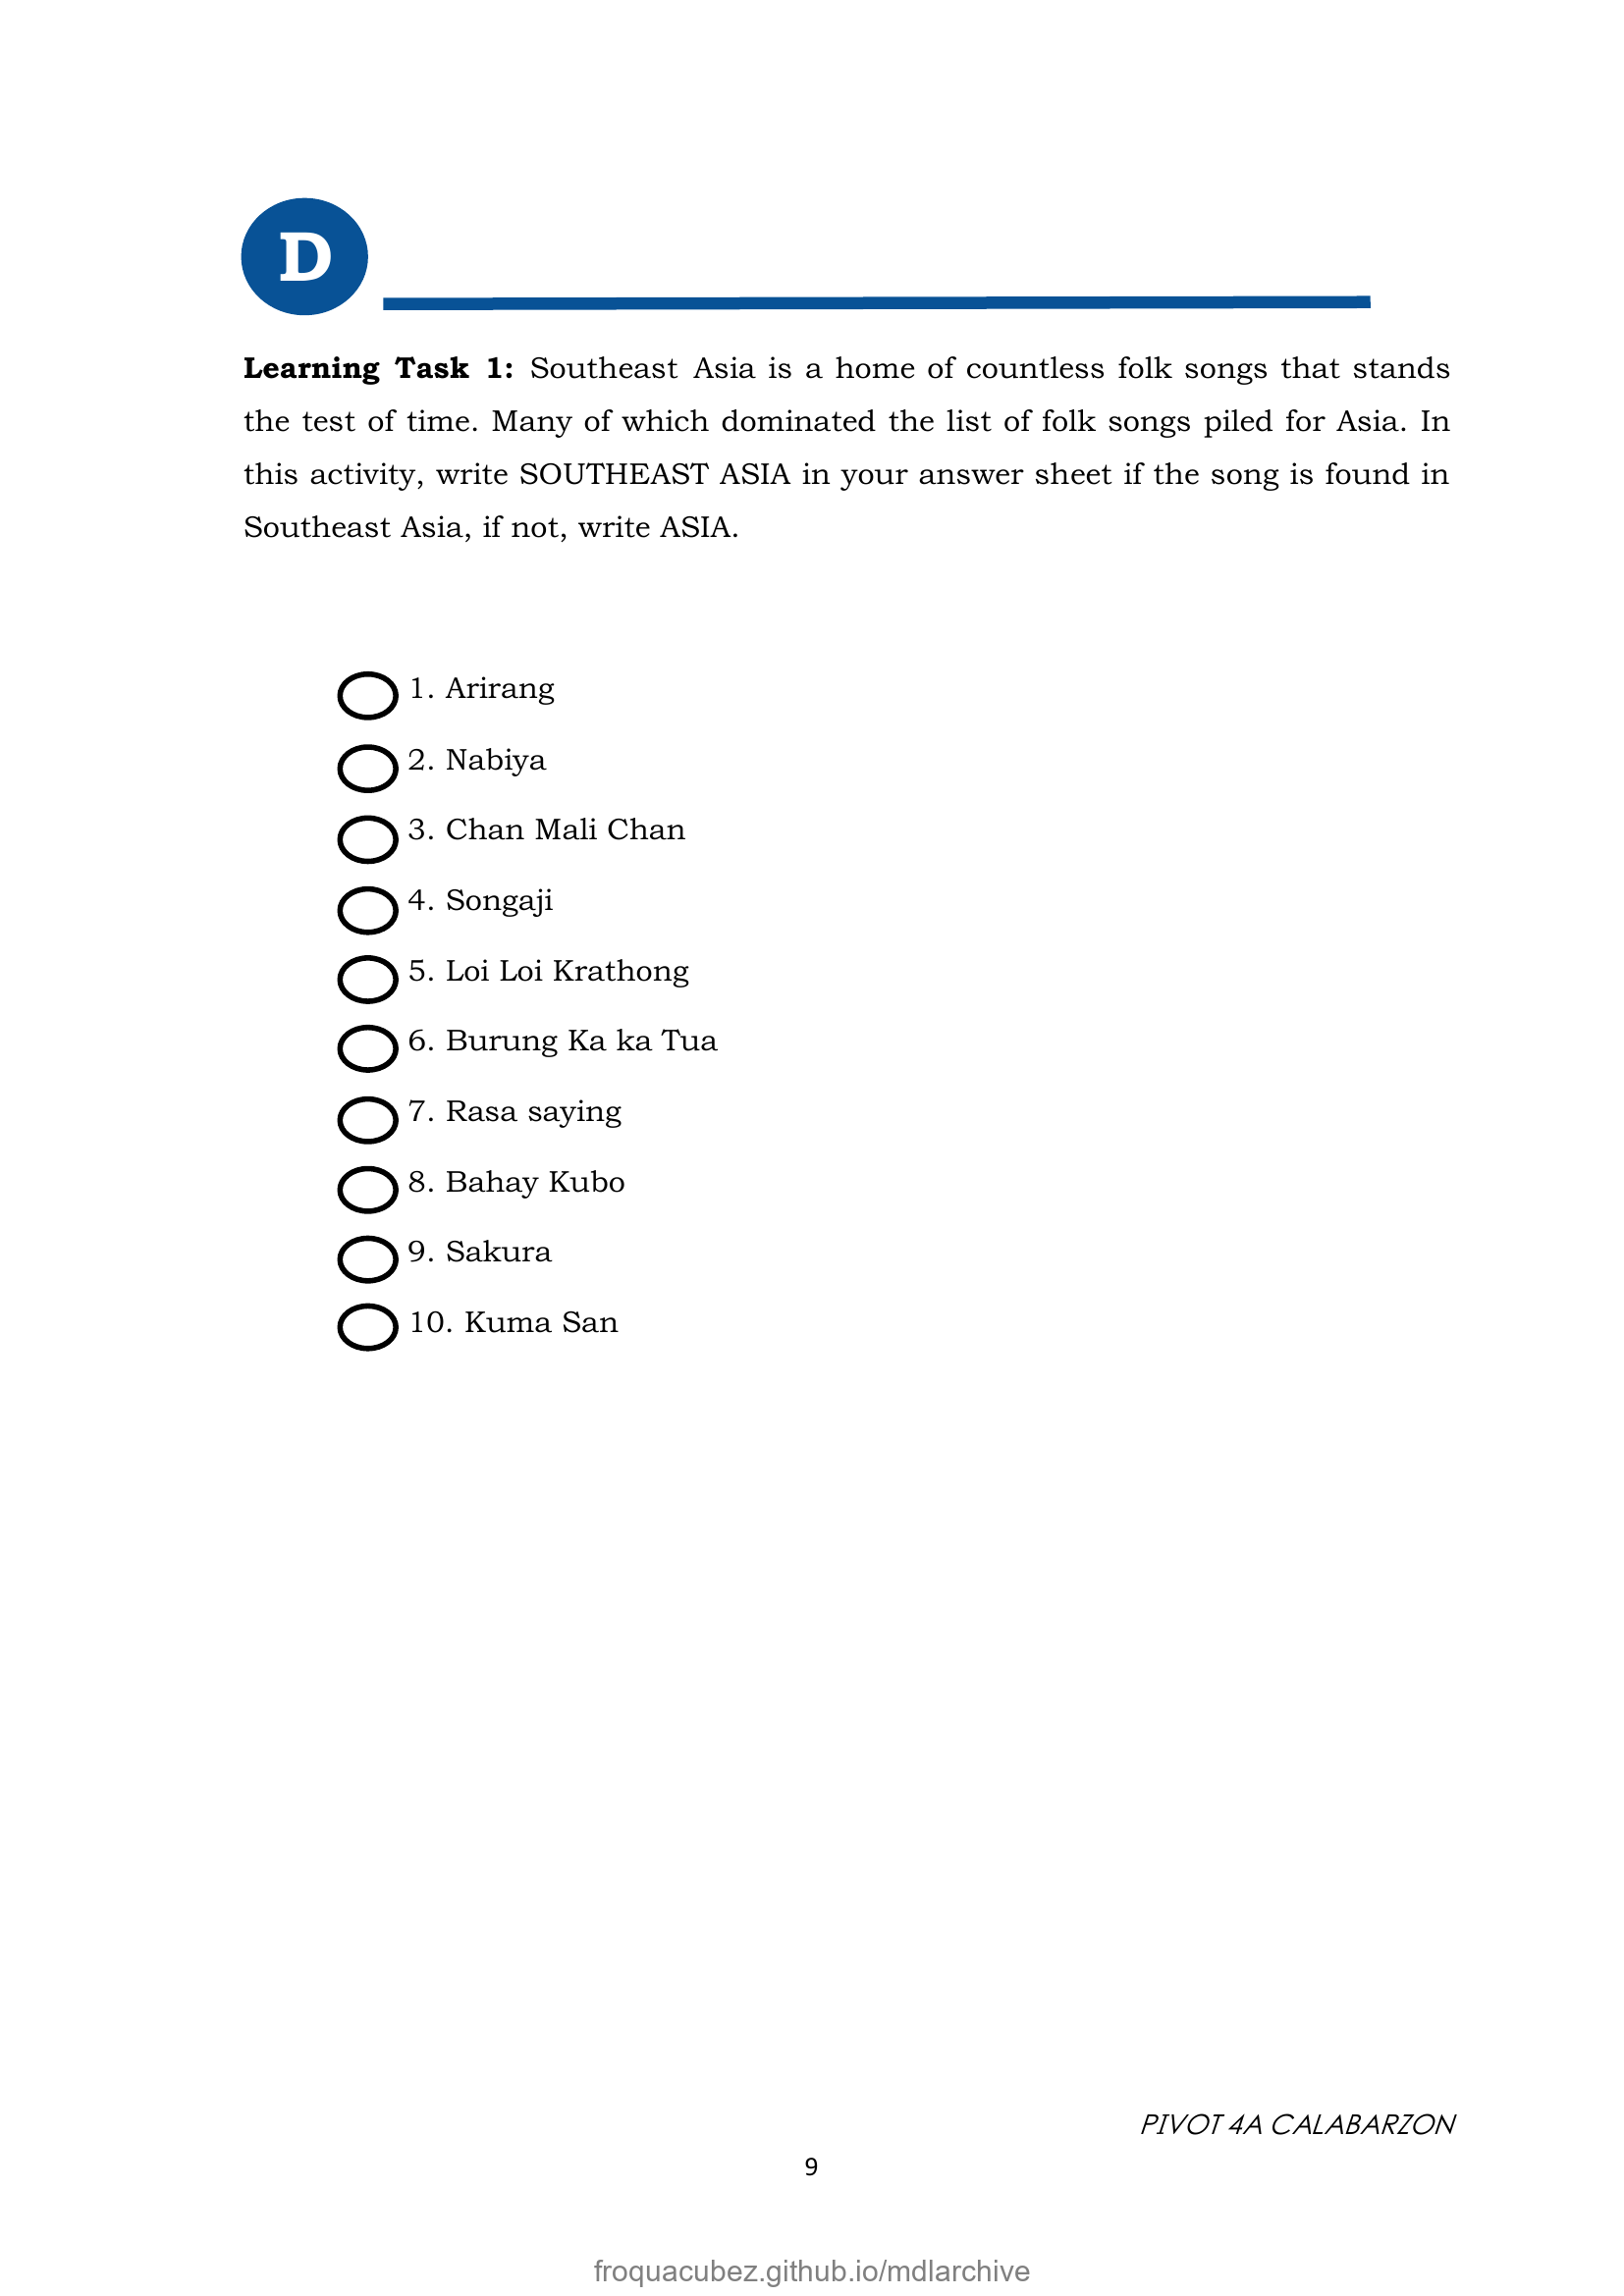 D
Learning Task 1: Southeast Asia is a home of countless folk songs that stands
the test of time. Many of which dominated the list of folk songs piled for Asia. In
this activity, write SOUTHEAST ASIA in your answer sheet if the song is found in
Southeast Asia, if not, write ASIA.
1. Arirang
2. Nabiya
3. Chan Mali Chan
4. Songaji
5. Loi Loi Krathong
6. Burung Ka ka Tua
7. Rasa saying
8. Bahay Kubo
9. Sakura
10. Kuma San
PIVOT 4A CALABARZON
9
froquacubez.github.io/mdlarchive